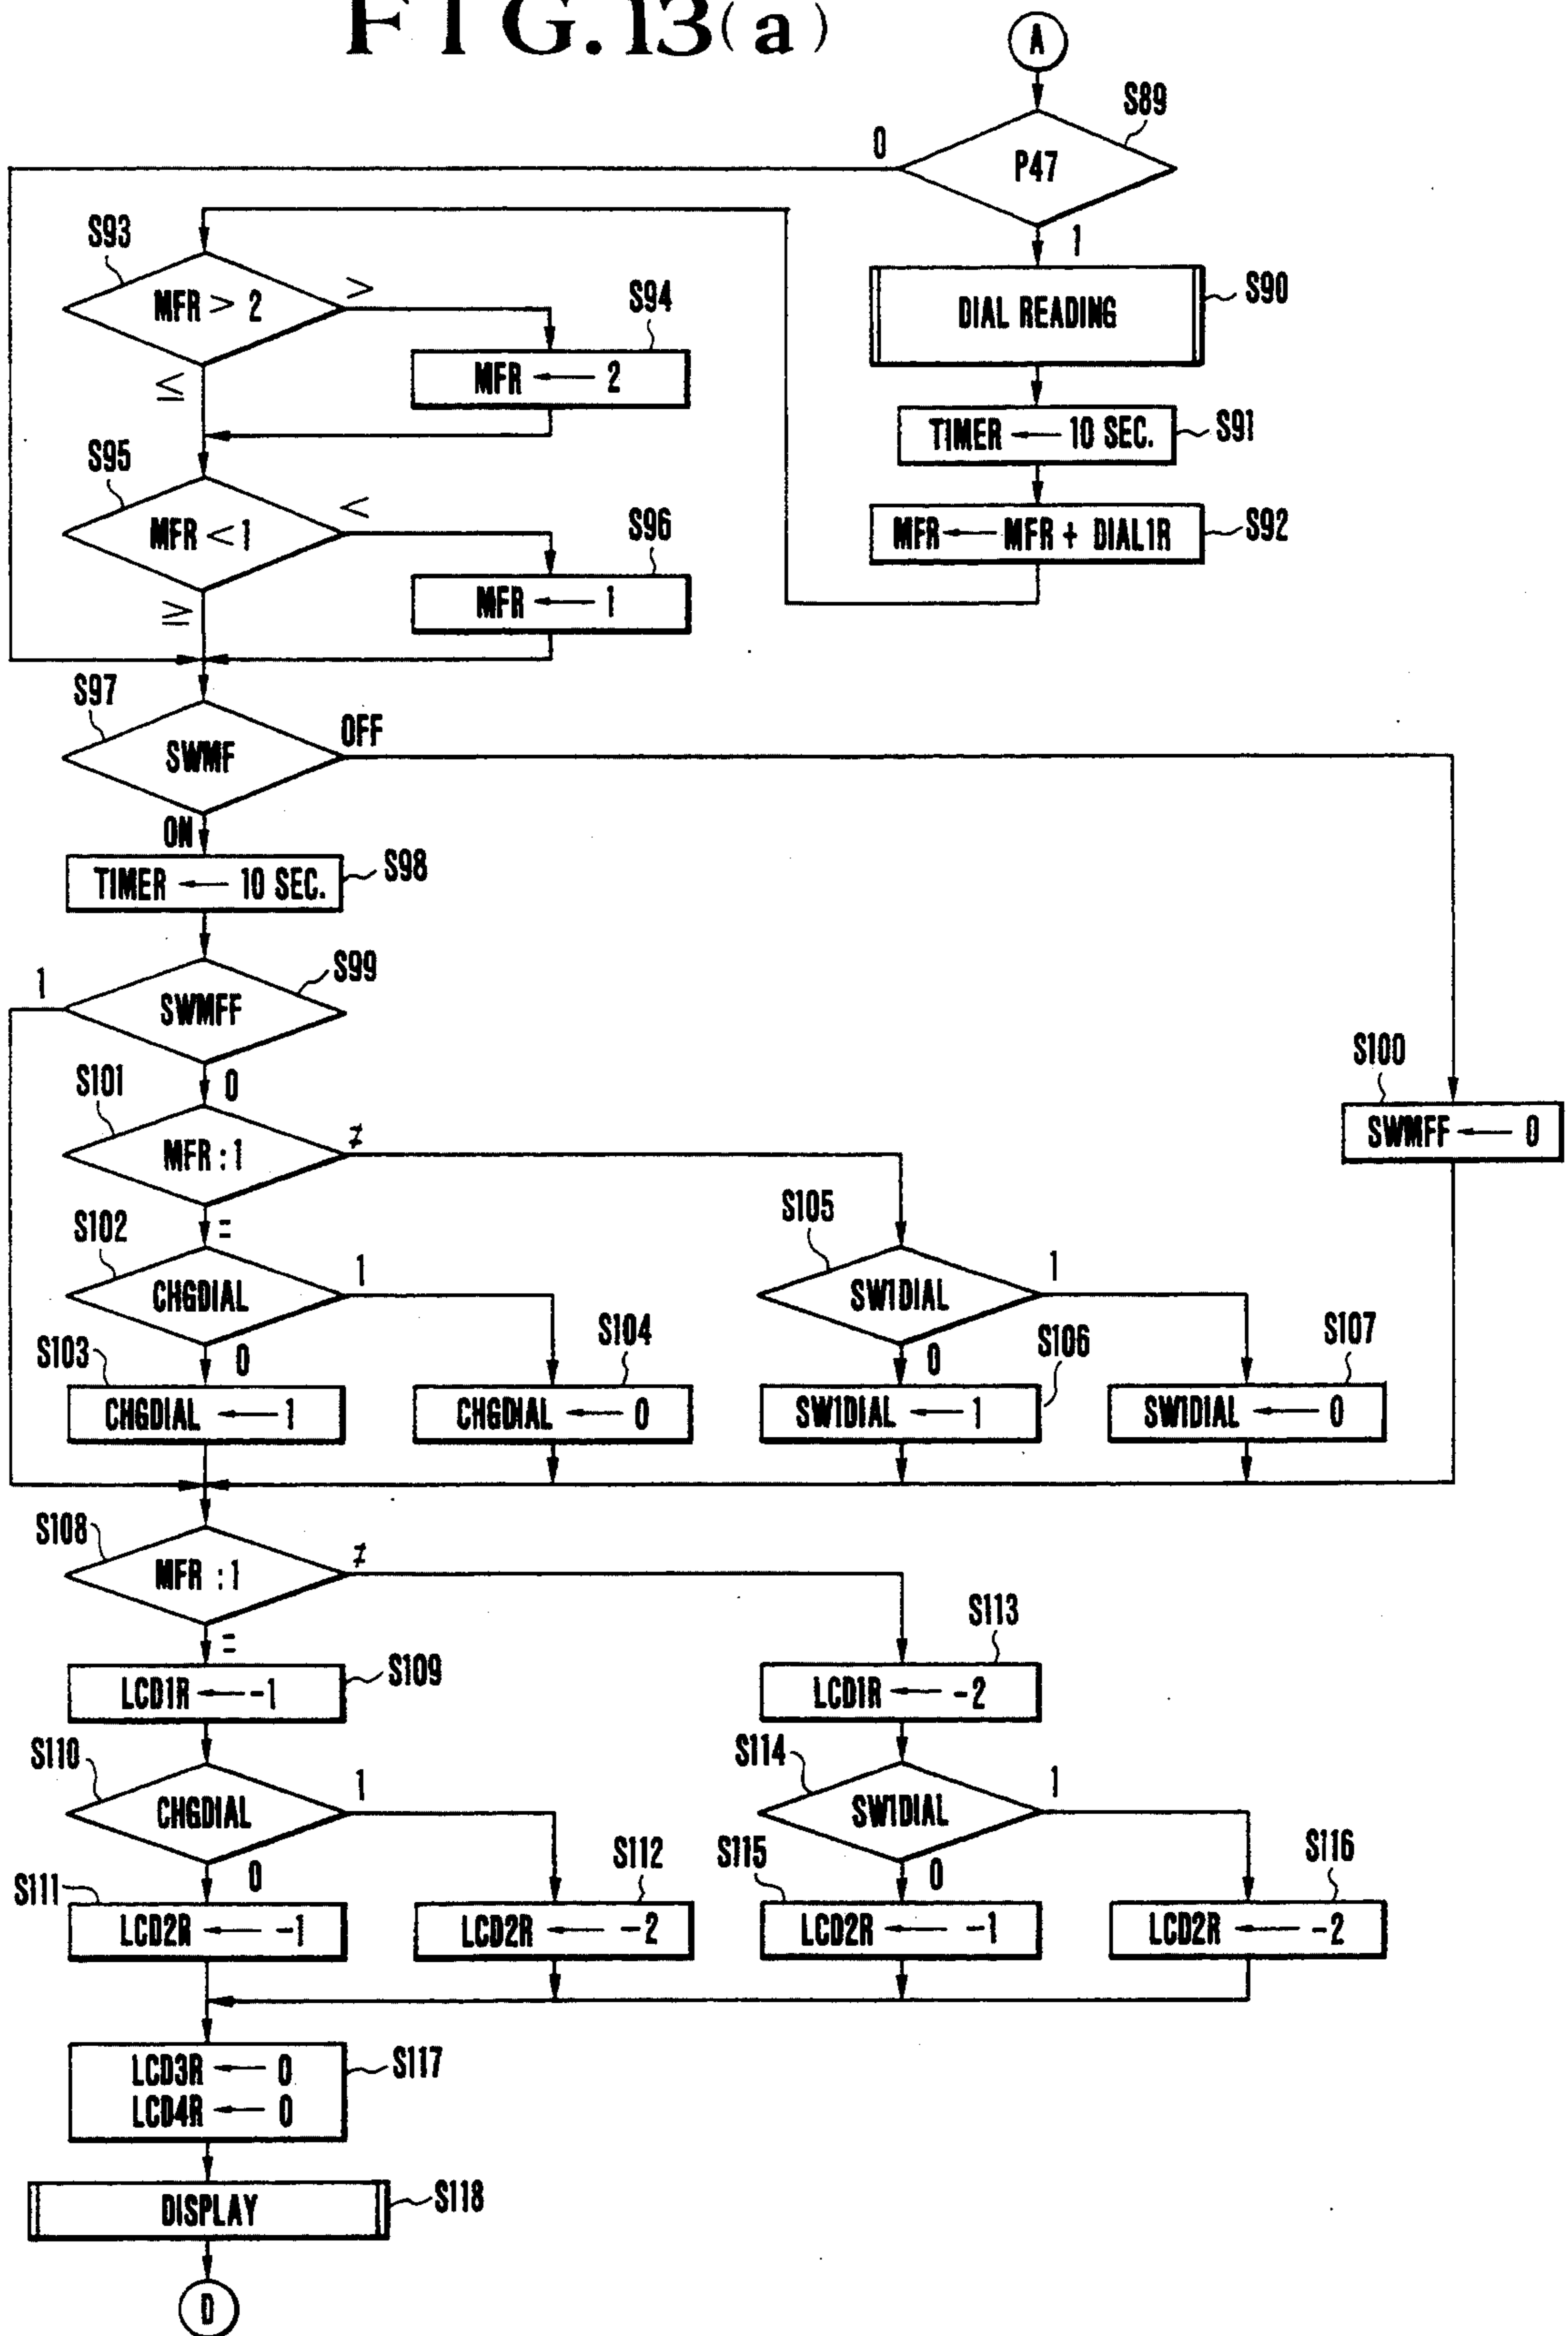 FIG.13(a)
A
S89
0
P47
1
S90
DIAL READING
S91
TIMER ← 10 SEC.
S92
MFR ← MFR + DIAL1R
S93
MFR > 2
>
≤
S94
MFR ← 2
S95
MFR < 1
<
≥
S96
MFR ← 1
S97
SWMF
OFF
ON
S98
TIMER ← 10 SEC.
S99
1
SWMFF
0
S100
SWMFF ← 0
S101
MFR : 1
≠
=
S102
CHGDIAL
1
0
S103
CHGDIAL ← 1
S104
CHGDIAL ← 0
S105
SW1DIAL
1
0
S106
SW1DIAL ← 1
S107
SW1DIAL ← 0
S108
MFR : 1
≠
=
S109
LCD1R ← -1
S110
CHGDIAL
1
0
S111
LCD2R ← -1
S112
LCD2R ← -2
S113
LCD1R ← -2
S114
SW1DIAL
1
0
S115
LCD2R ← -1
S116
LCD2R ← -2
S117
LCD3R ← 0
LCD4R ← 0
S118
DISPLAY
D